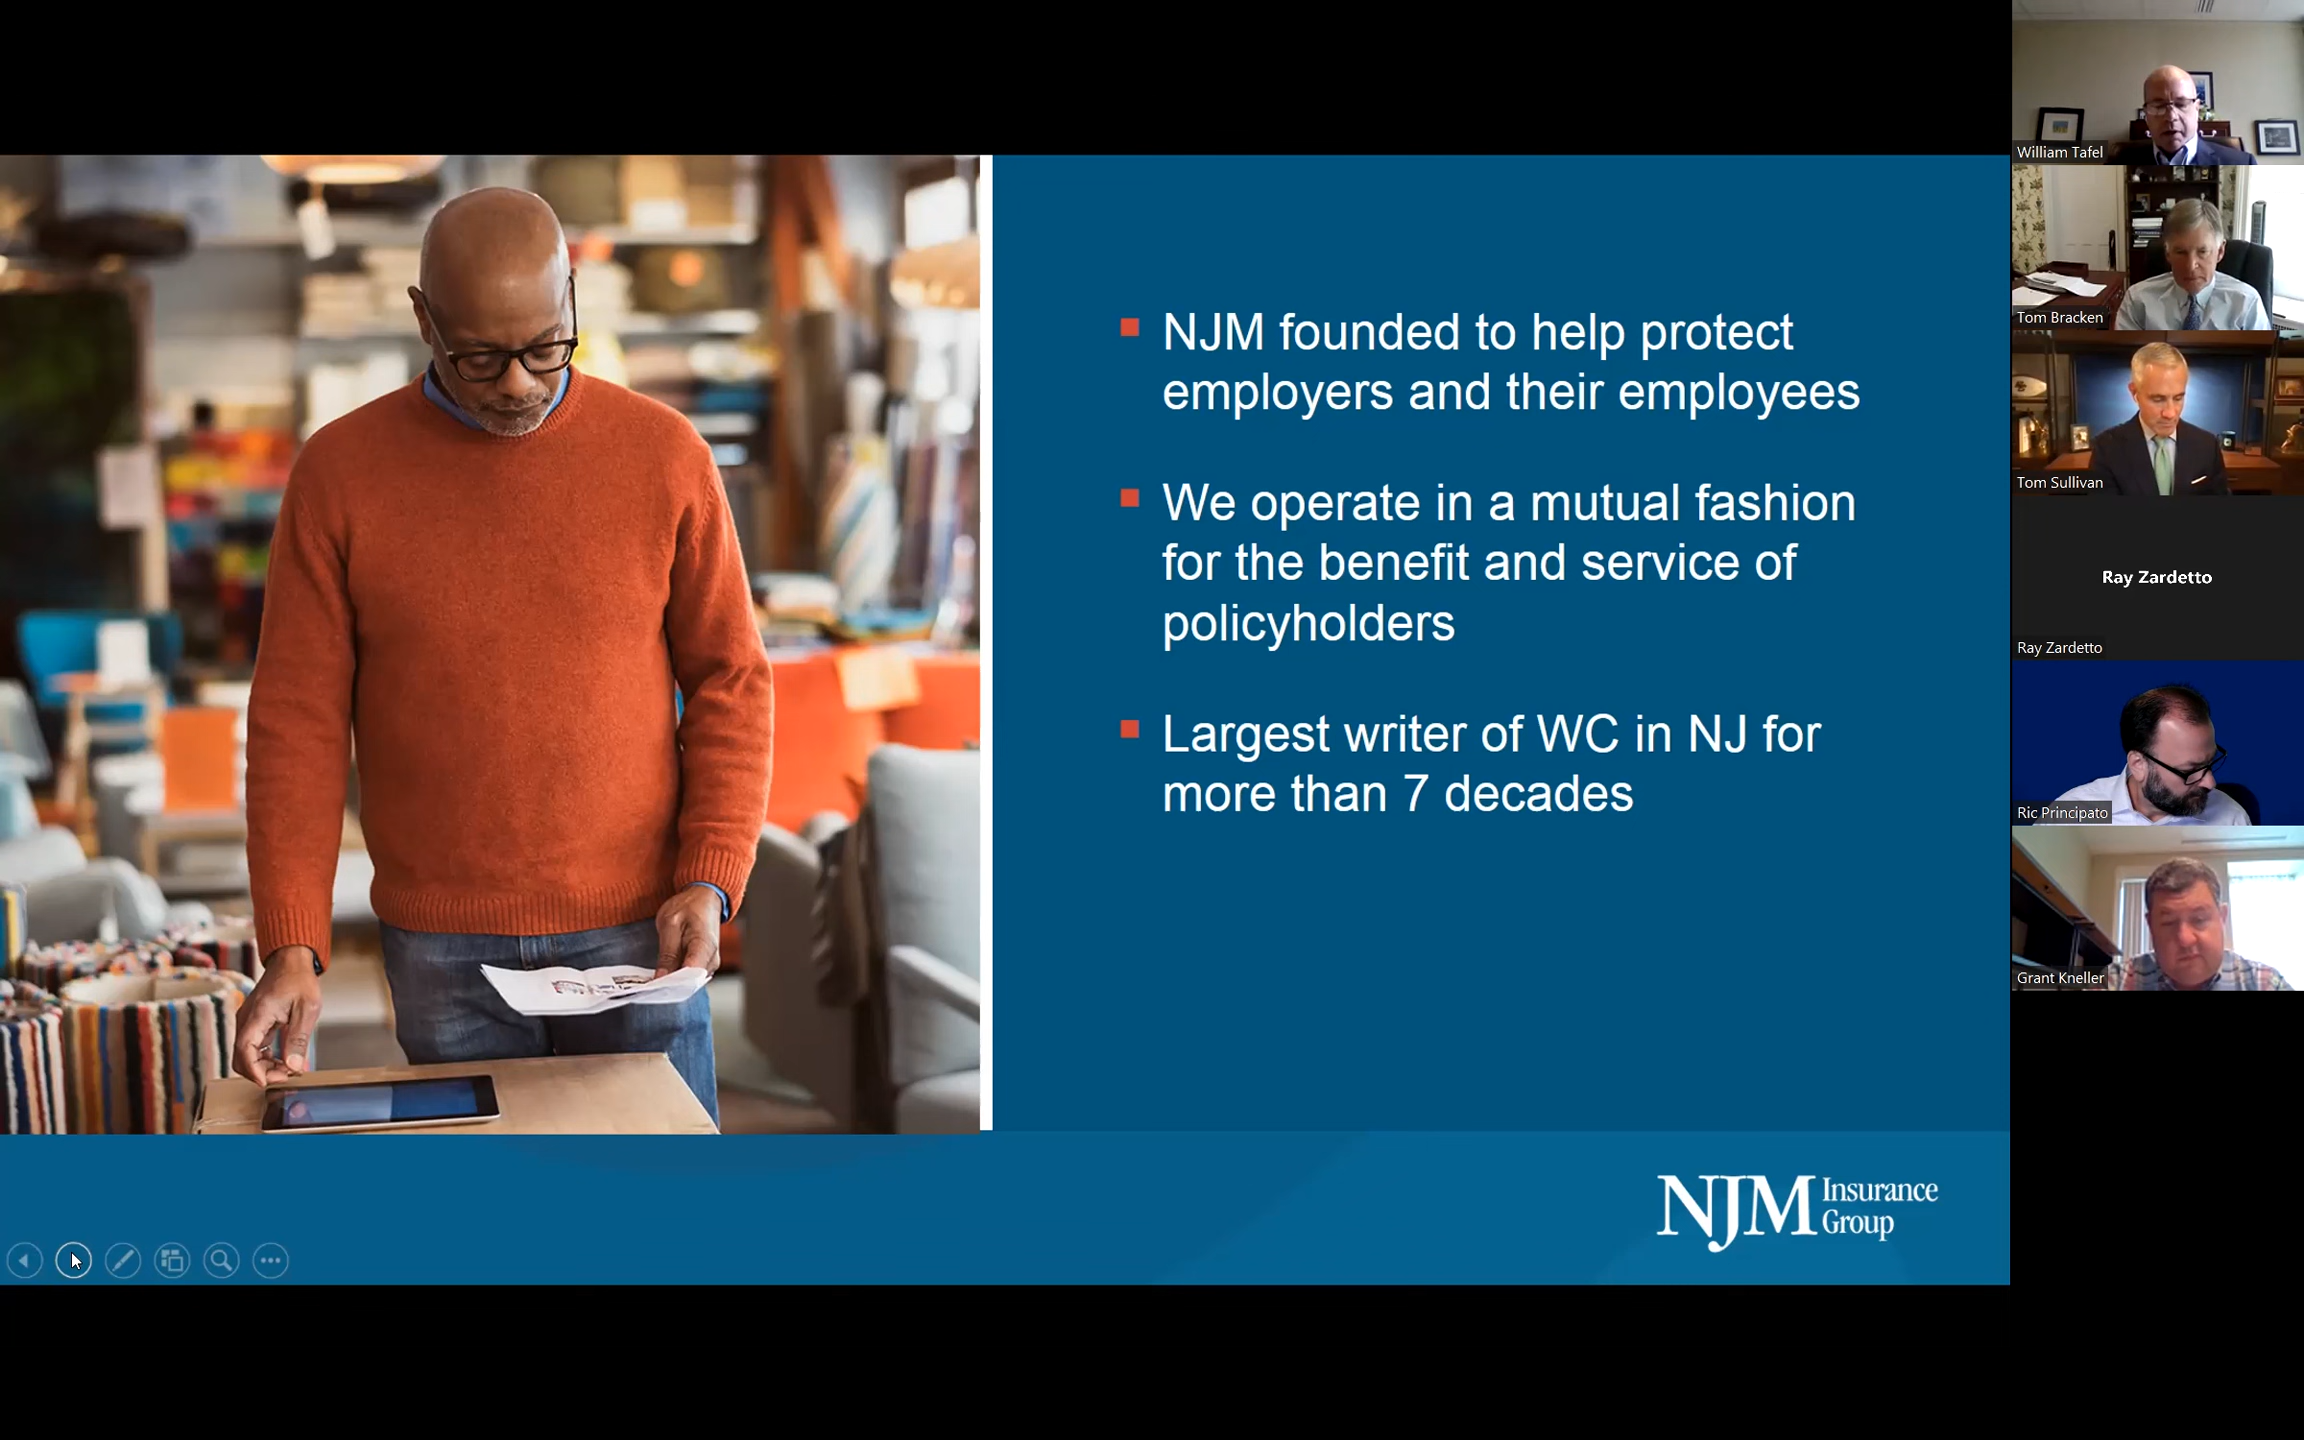 NJM founded to help protect
employers and their employees
We operate in a mutual fashion
for the benefit and service of
policyholders
Largest writer of WC in NJ for
more than 7 decades
NJM Insurance
Group
William Tafel
Tom Bracken
Tom Sullivan
Ray Zardetto
Ray Zardetto
Ric Principato
Grant Kneller